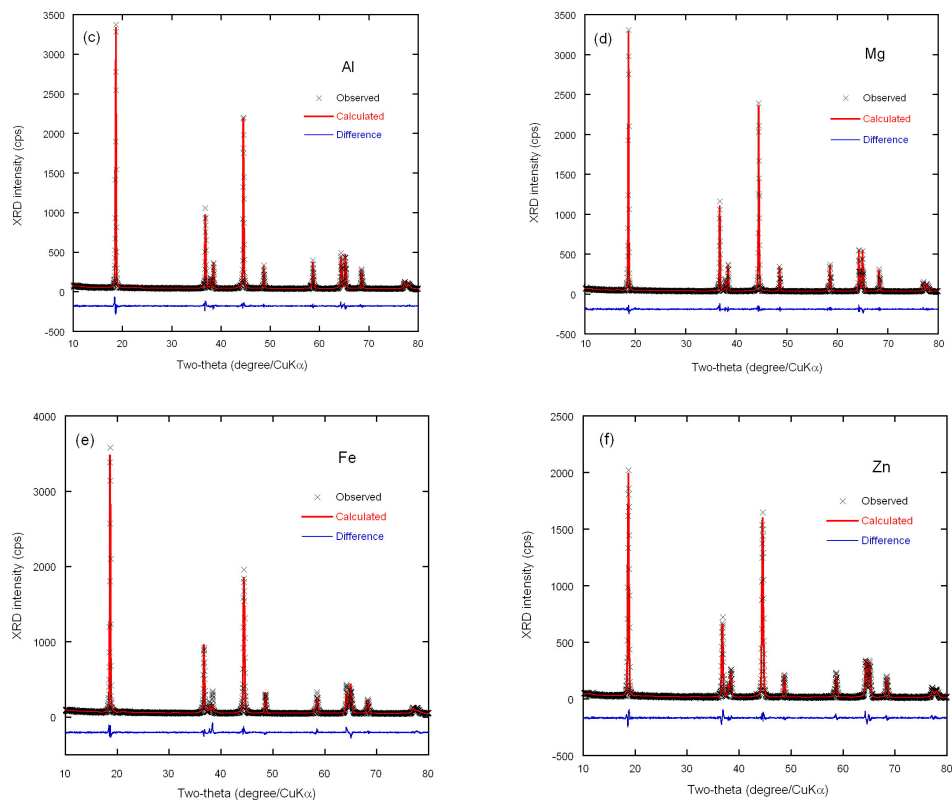 (c)
Al
Observed
Calculated
Difference
3500
3000
2500
2000
1500
1000
500
0
-500
XRD intensity (cps)
10 20 30 40 50 60 70 80
Two-theta (degree/CuKα)
(d)
Mg
Observed
Calculated
Difference
3500
3000
2500
2000
1500
1000
500
0
-500
XRD intensity (cps)
10 20 30 40 50 60 70 80
Two-theta (degree/CuKα)
(e)
Fe
Observed
Calculated
Difference
4000
3000
2000
1000
0
XRD intensity (cps)
10 20 30 40 50 60 70 80
Two-theta (degree/CuKα)
(f)
Zn
Observed
Calculated
Difference
2500
2000
1500
1000
500
0
-500
XRD intensity (cps)
10 20 30 40 50 60 70 80
Two-theta (degree/CuKα)